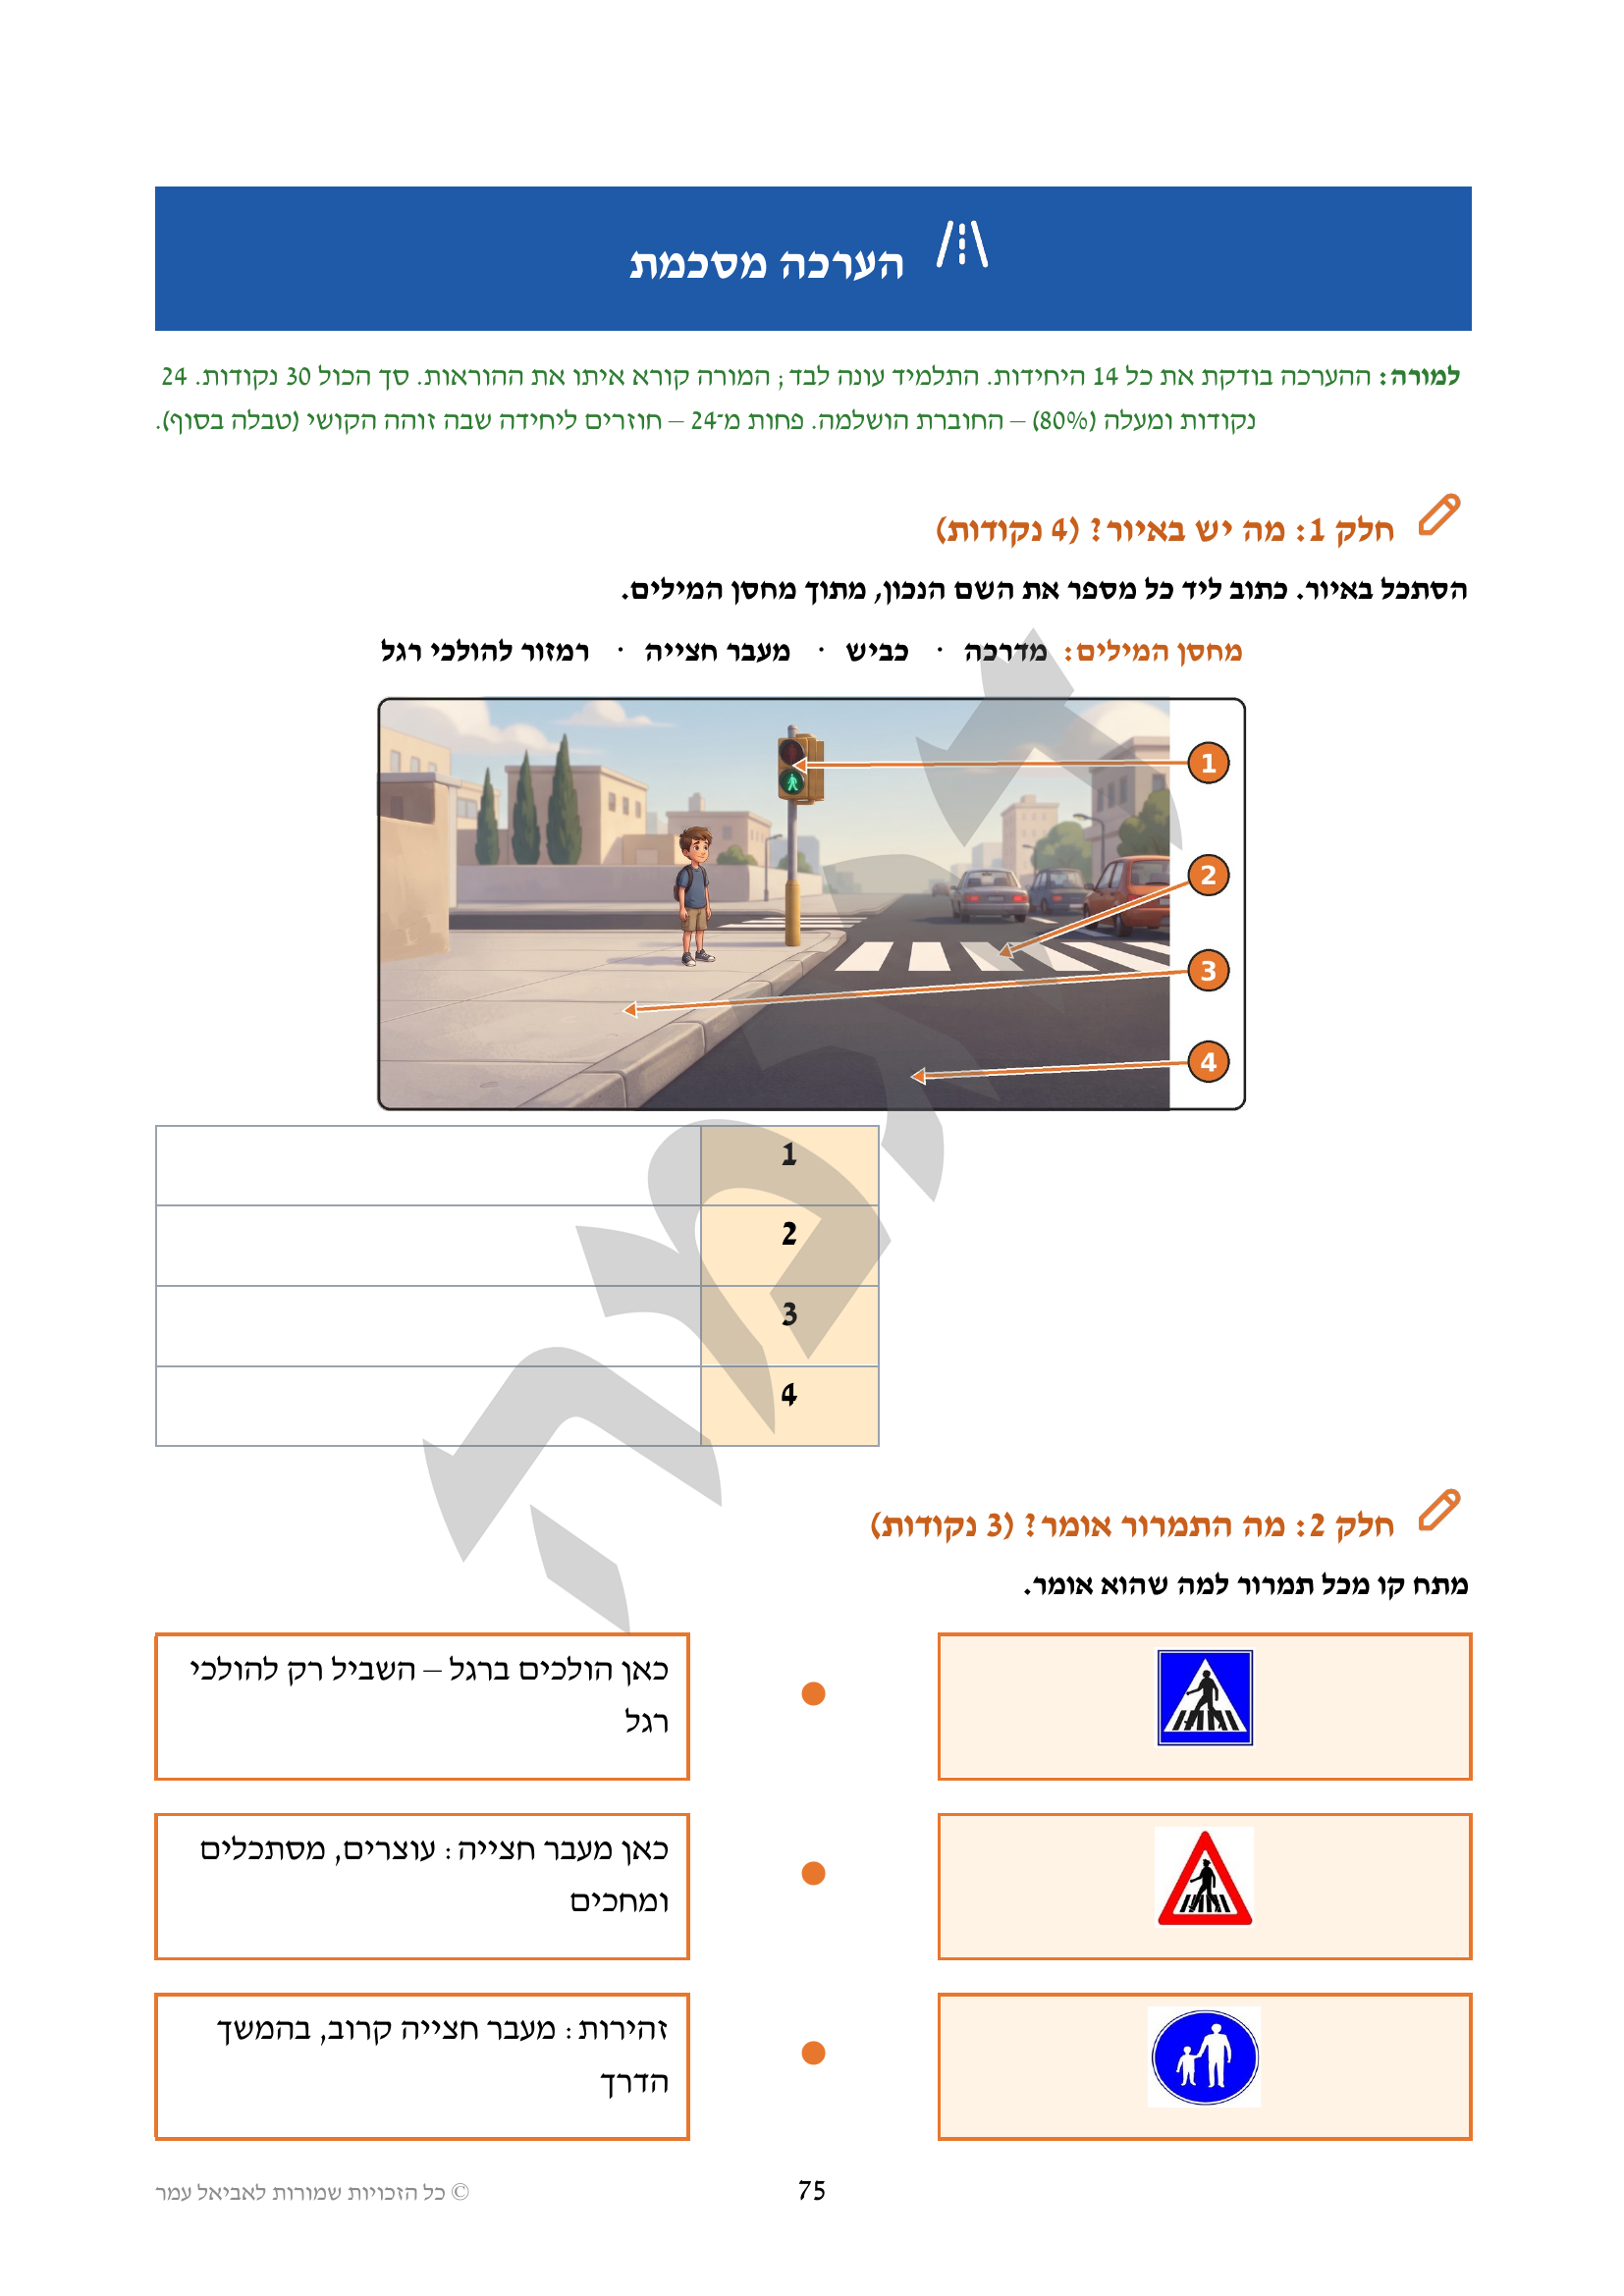 הערכה מסכמת
למורה: ההערכה בודקת את כל 14 היחידות. התלמיד עונה לבד; המורה קורא איתו את ההוראות. סך הכול 30 נקודות. 24
נקודות ומעלה (80%) – החוברת הושלמה. פחות מ־24 – חוזרים ליחידה שבה זוהה הקושי (טבלה בסוף).
חלק 1: מה יש באיור? (4 נקודות)
הסתכל באיור. כתוב ליד כל מספר את השם הנכון, מתוך מחסן המילים.
מחסן המילים: מדרכה · כביש · מעבר חצייה · רמזור להולכי רגל
1
2
3
4
1
2
3
4
חלק 2: מה התמרור אומר? (3 נקודות)
מתח קו מכל תמרור למה שהוא אומר.
כאן הולכים ברגל – השביל רק להולכי
רגל
כאן מעבר חצייה: עוצרים, מסתכלים
ומחכים
זהירות: מעבר חצייה קרוב, בהמשך
הדרך
75
© כל הזכויות שמורות לאביאל עמר